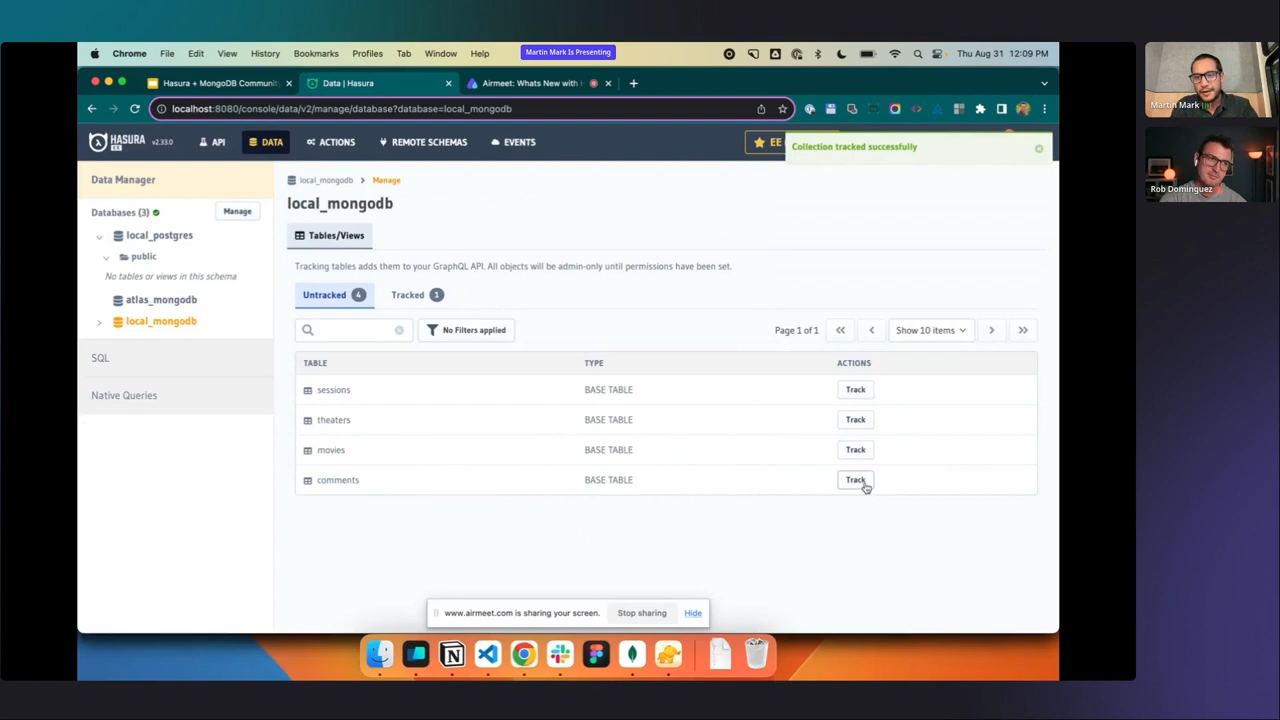 Chrome File Edit View History Bookmarks Profiles Tab Window Help
Martin Mark Is Presenting
Thu Aug 31 12:09 PM
Hasura + MongoDB Communit
Data | Hasura
Airmeet: Whats New with H
localhost:8080/console/data/v2/manage/database?database=local_mongodb
HASURA
EE
v2.33.0
API
DATA
ACTIONS
REMOTE SCHEMAS
EVENTS
EE
Collection tracked successfully
Martin Mark
Rob Dominguez
Data Manager
Databases (3)
Manage
local_postgres
public
No tables or views in this schema
atlas_mongodb
local_mongodb
SQL
Native Queries
local_mongodb > Manage
local_mongodb
Tables/Views
Tracking tables adds them to your GraphQL API. All objects will be admin-only until permissions have been set.
Untracked 4
Tracked 1
No Filters applied
Page 1 of 1
Show 10 items
TABLE TYPE ACTIONS
sessions BASE TABLE Track
theaters BASE TABLE Track
movies BASE TABLE Track
comments BASE TABLE Track
www.airmeet.com is sharing your screen.
Stop sharing
Hide